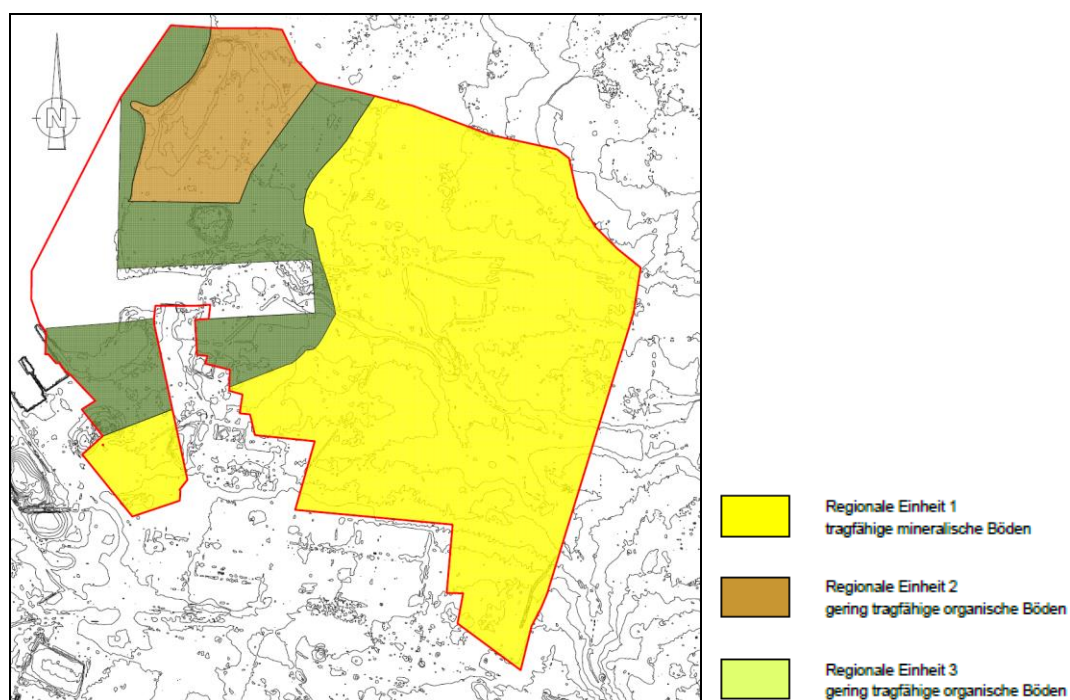 N
Regionale Einheit 1
tragfähige mineralische Böden
Regionale Einheit 2
gering tragfähige organische Böden
Regionale Einheit 3
gering tragfähige organische Böden